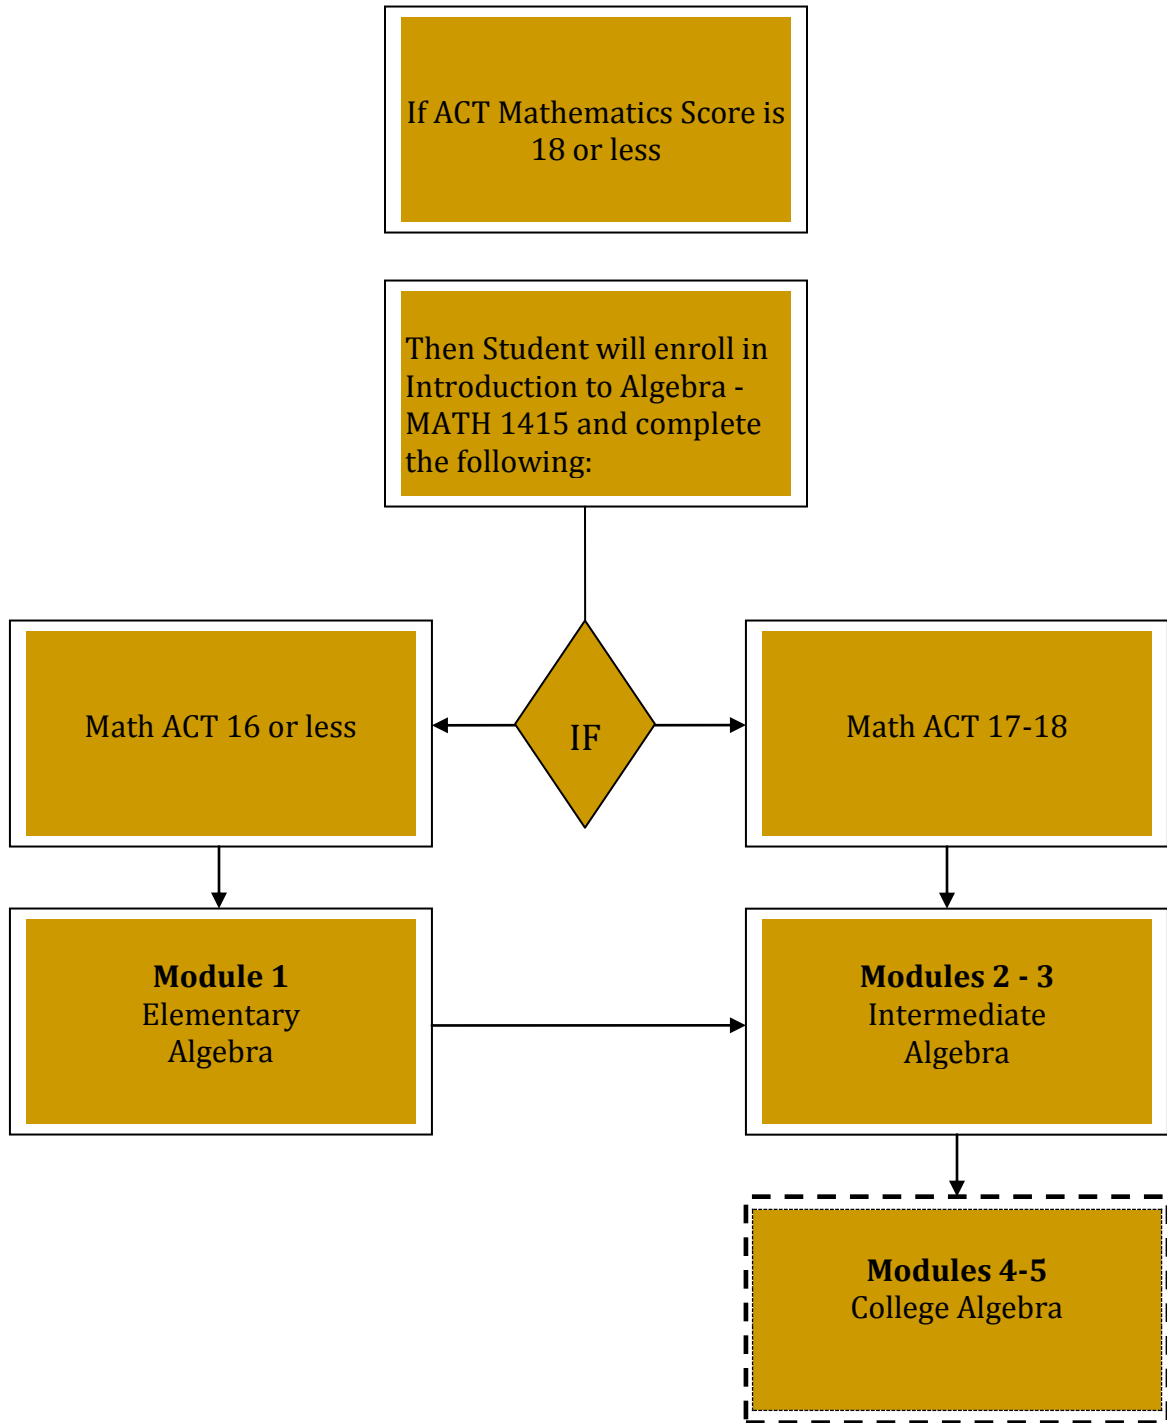 If ACT Mathematics Score is
18 or less
Then Student will enroll in
Introduction to Algebra -
MATH 1415 and complete
the following:
IF
Math ACT 16 or less
Math ACT 17-18
Module 1
Elementary
Algebra
Modules 2 - 3
Intermediate
Algebra
Modules 4-5
College Algebra